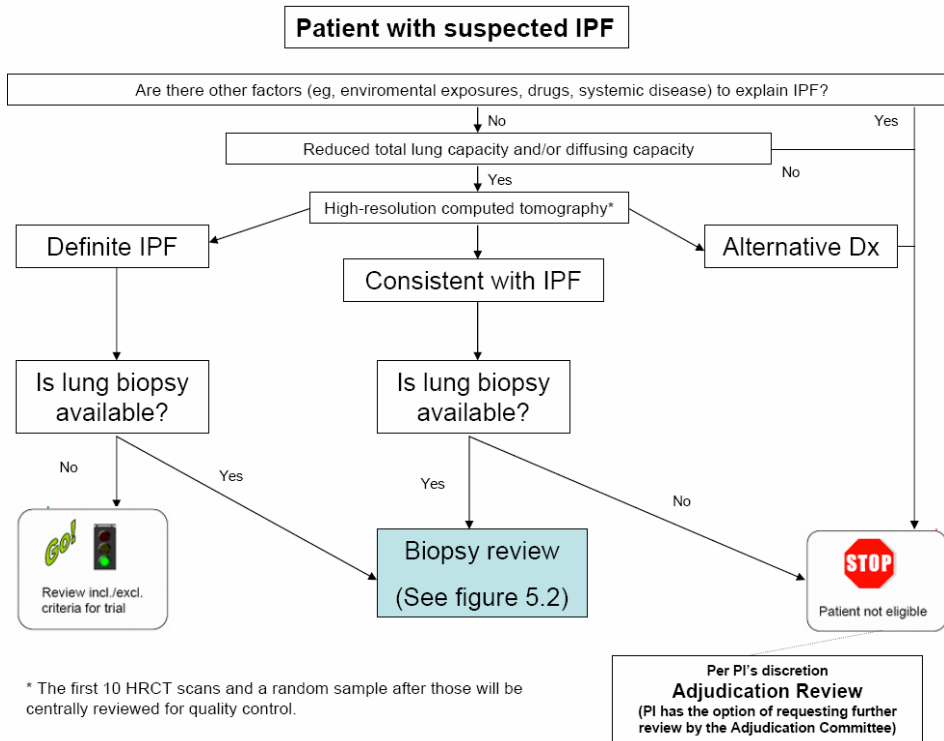 Patient with suspected IPF
Are there other factors (eg, enviromental exposures, drugs, systemic disease) to explain IPF?
No
Yes
Reduced total lung capacity and/or diffusing capacity
No
Yes
High-resolution computed tomography*
Definite IPF
Alternative Dx
Consistent with IPF
Is lung biopsy
available?
Is lung biopsy
available?
No
Yes
Yes
No
GO!
Review incl./excl.
criteria for trial
Biopsy review
(See figure 5.2)
STOP
Patient not eligible
* The first 10 HRCT scans and a random sample after those will be
centrally reviewed for quality control.
Per PI's discretion
Adjudication Review
(PI has the option of requesting further
review by the Adjudication Committee)